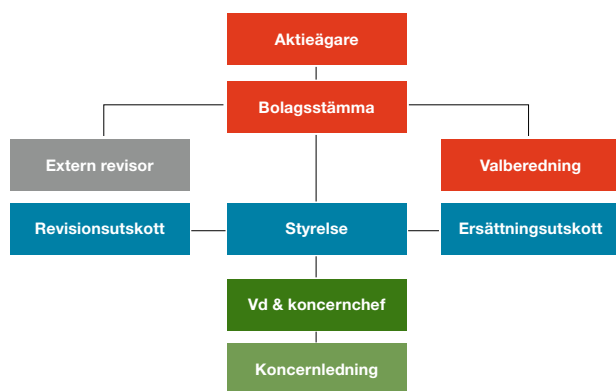 Aktieägare
Bolagsstämma
Extern revisor
Valberedning
Revisionsutskott
Styrelse
Ersättningsutskott
Vd & koncernchef
Koncernledning